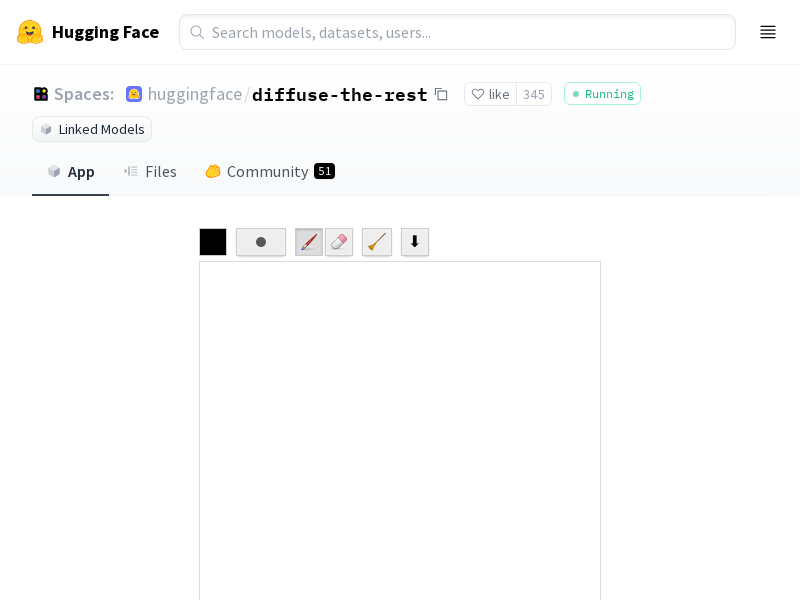 Hugging Face
Search models, datasets, users...
Spaces: huggingface/diffuse-the-rest like 345 Running
Linked Models
App Files Community 51